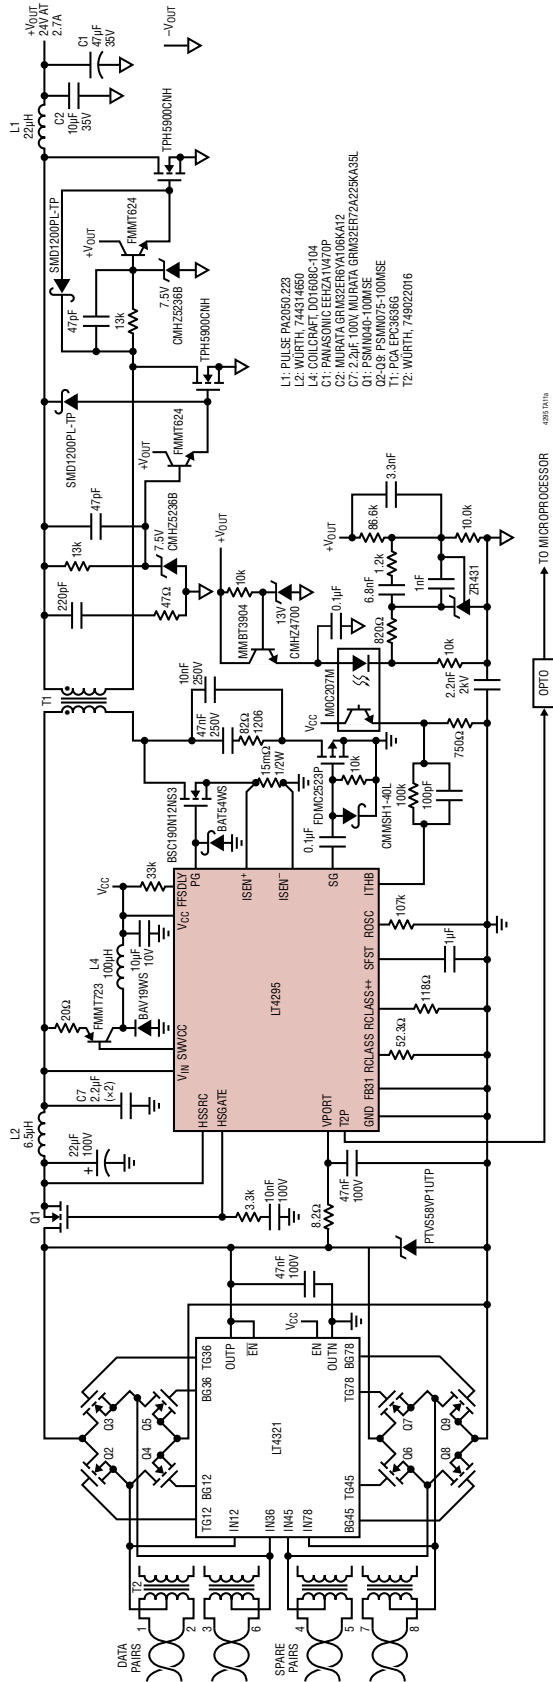 DATA
PAIRS
1
2
3
6
SPARE
PAIRS
4
5
7
8
T2
Q2
Q3
Q4
Q5
TG12
BG12
BG36
TG36
IN12
IN36
IN45
IN78
LT4321
OUTP
EN
EN
OUTN
BG45
TG45
TG78
BG78
Q6
Q7
Q8
Q9
VCC
47nF
100V
Q1
3.3k
10nF
100V
8.2Ω
47nF
100V
PTVS58VP1UTP
L2
6.5µH
+
22µF
100V
C7
2.2µF
(×2)
20Ω
FMMT723
BAV19WS
L4
100µH
10µF
10V
VCC
33k
HSSRC
HSGATE
VIN
SWVCC
VCC
FFSDLY
PG
ISEN+
ISEN–
SG
LT4295
VPORT
T2P
GND
FB31
RCLASS
RCLASS++
SFST
ROSC
ITHB
52.3Ω
118Ω
1µF
107k
BSC190N12NS3
BAT54WS
15mΩ
1/2W
0.1µF
FDMC2523P
10k
CMMSH1-40L
100k
100pF
750Ω
47nF
250V
10nF
250V
82Ω
1206
T1
220pF
47Ω
13k
7.5V
CMHZ5236B
47pF
+VOUT
FMMT624
SMD1200PL-TP
TPH5900CNH
47pF
13k
SMD1200PL-TP
+VOUT
FMMT624
7.5V
CMHZ5236B
TPH5900CNH
L1
22µH
C2
10µF
35V
C1
47µF
35V
+VOUT
24V AT
2.7A
–VOUT
+VOUT
10k
MMBT3904
13V
CMHZ4700
0.1µF
VCC
MOC207M
820Ω
10k
2.2nF
2kV
6.8nF
1.2k
1nF
ZR431
+VOUT
86.6k
3.3nF
10.0k
OPTO
TO MICROPROCESSOR
L1: PULSE PA2050.223
L2: WÜRTH, 744314650
L4: COILCRAFT, DO1608C-104
C1: PANASONIC EEHZA1V470P
C2: MURATA GRM32ER6YA106KA12
C7: 2.2µF, 100V, MURATA GRM32ER72A225KA35L
Q1: PSMN040-100MSE
Q2-Q9: PSMN075-100MSE
T1: PCA EPC3639G
T2: WÜRTH, 749022016
4295 TA11a